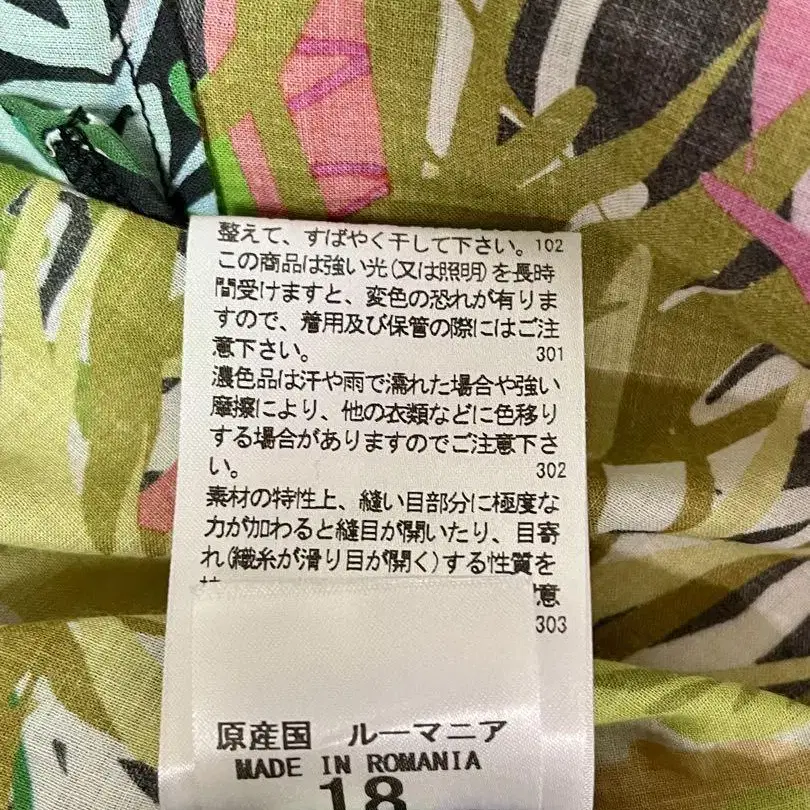 整えて、すばやく干して下さい。102
この商品は強い光(又は照明)を長時
間受けますと、変色の恐れが有りま
すので、着用及び保管の際にはご注
意下さい。 301
濃色品は汗や雨で濡れた場合や強い
摩擦により、他の衣類などに色移り
する場合がありますのでご注意下さ
い。 302
素材の特性上、縫い目部分に極度な
力が加わると縫目が開いたり、目寄
れ(織糸が滑り目が開く)する性質を
意
303
原産国 ルーマニア
MADE IN ROMANIA
18